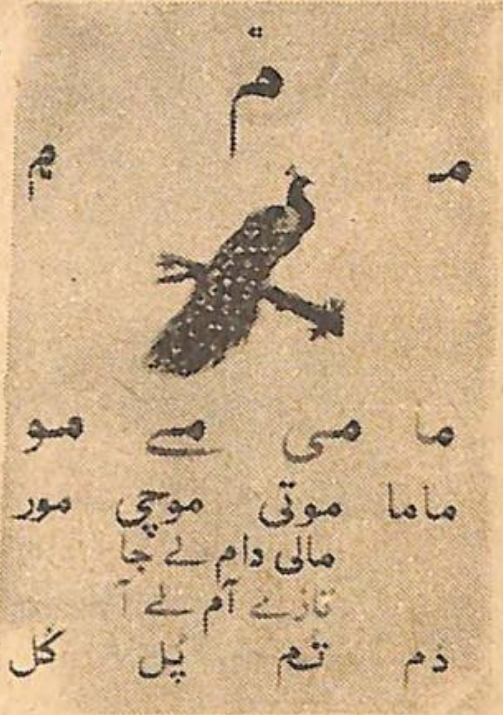 م
م م
ما می مے مو
ماما موتی موچی مور
مالی دام لے جا
تازے آم لے آ
دم تم پل کل